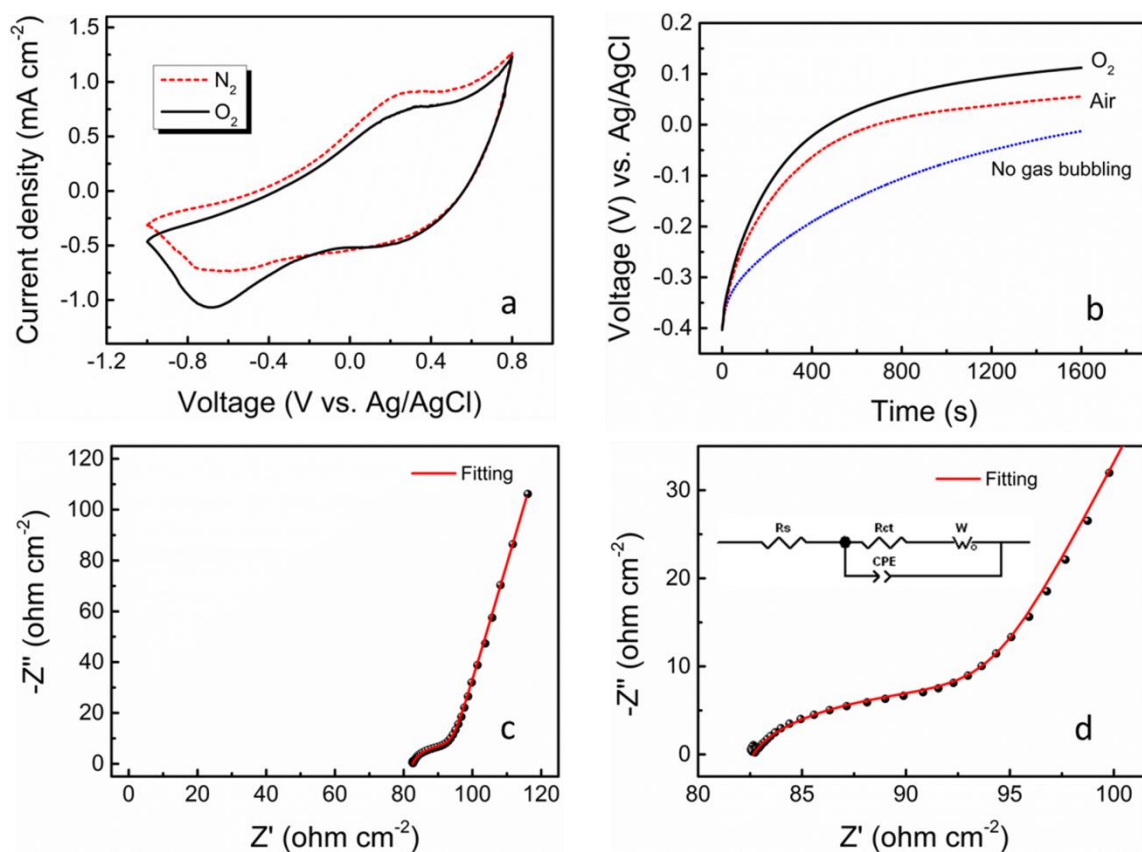 1.5
1.0
0.5
0.0
-0.5
-1.0
-1.2
-0.8
-0.4
0.0
0.4
0.8
Current density (mA cm⁻²)
Voltage (V vs. Ag/AgCl)
N₂
O₂
a
0.2
0.1
0.0
-0.1
-0.2
-0.3
-0.4
0
400
800
1200
1600
Voltage (V) vs. Ag/AgCl
Time (s)
O₂
Air
No gas bubbling
b
120
100
80
60
40
20
0
0
20
40
60
80
100
120
-Z'' (ohm cm⁻²)
Z' (ohm cm⁻²)
Fitting
c
30
20
10
0
80
85
90
95
100
-Z'' (ohm cm⁻²)
Z' (ohm cm⁻²)
Fitting
Rs
Rct
W
o
CPE
d